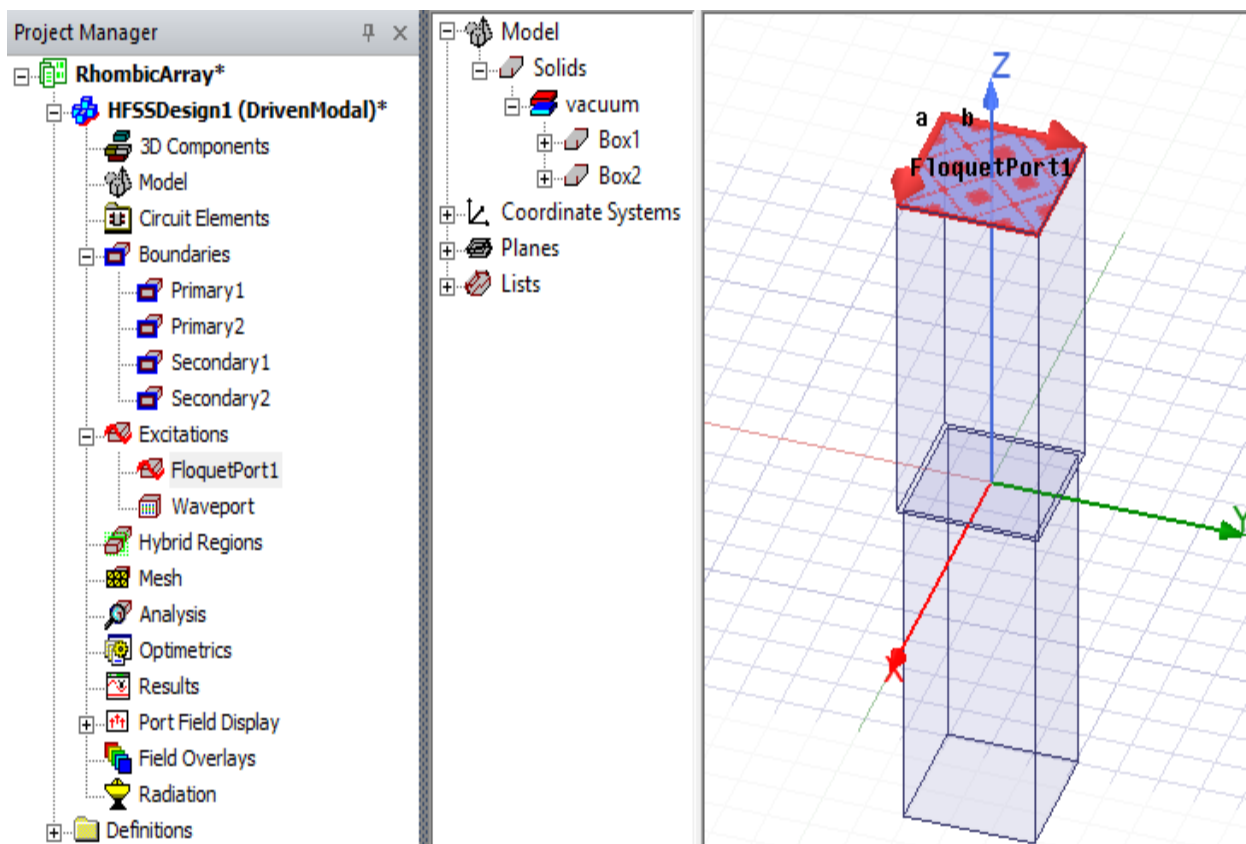 Project Manager
RhombicArray*
HFSSDesign1 (DrivenModal)*
3D Components
Model
Circuit Elements
Boundaries
Primary1
Primary2
Secondary1
Secondary2
Excitations
FloquetPort1
Waveport
Hybrid Regions
Mesh
Analysis
Optimetrics
Results
Port Field Display
Field Overlays
Radiation
Definitions
Model
Solids
vacuum
Box1
Box2
Coordinate Systems
Planes
Lists
Z
a b
FloquetPort1
Y
X